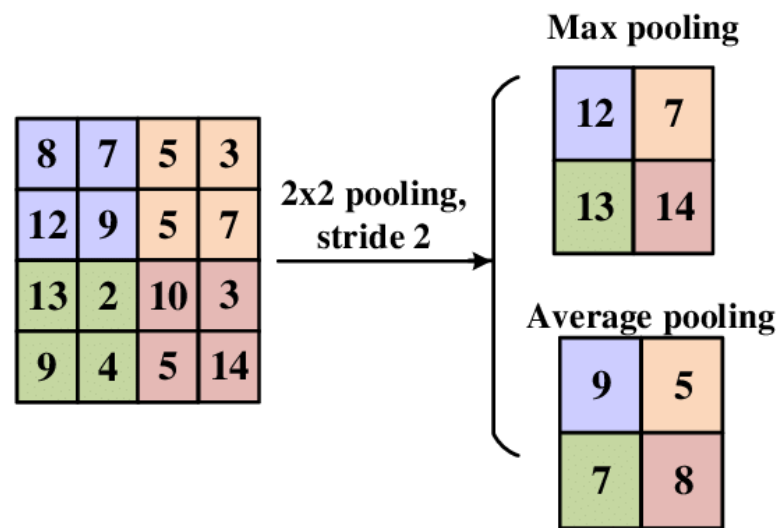 8 7 5 3
12 9 5 7
13 2 10 3
9 4 5 14
2x2 pooling,
stride 2
Max pooling
12 7
13 14
Average pooling
9 5
7 8